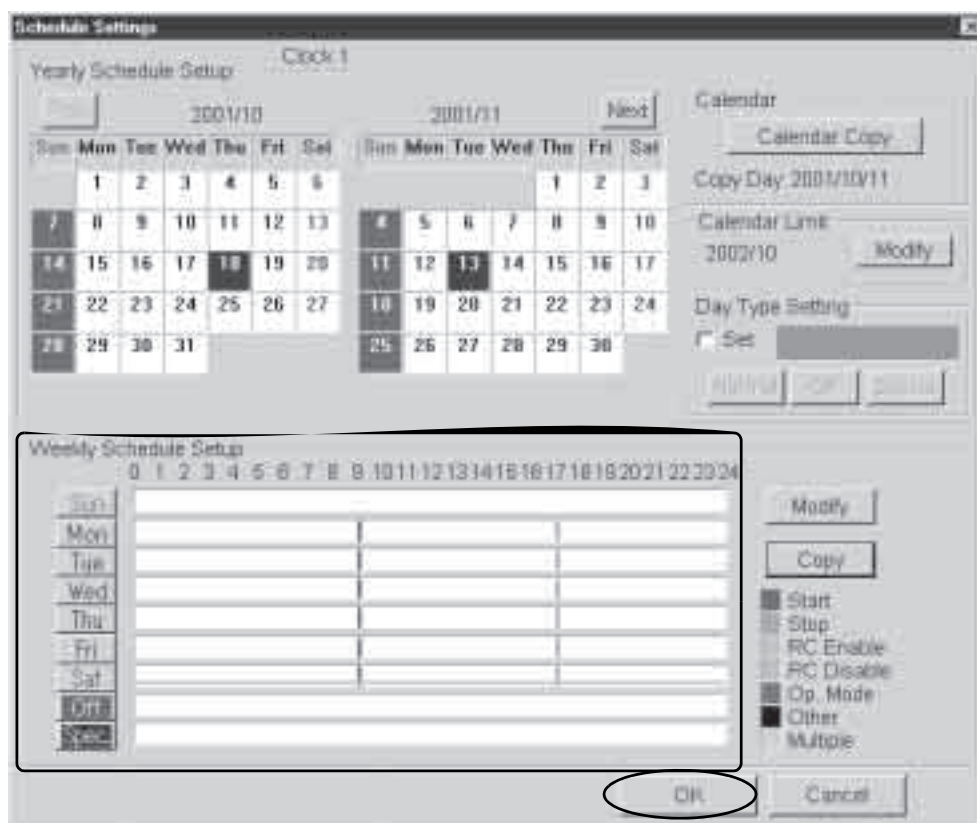 Schedule Settings
Clock 1
Yearly Schedule Setup
2001/10
Sun Mon Tue Wed Thu Fri Sat
1 2 3 4 5 6
7 8 9 10 11 12 13
14 15 16 17 18 19 20
21 22 23 24 25 26 27
28 29 30 31
2001/11
Next
Sun Mon Tue Wed Thu Fri Sat
1 2 3
4 5 6 7 8 9 10
11 12 13 14 15 16 17
18 19 20 21 22 23 24
25 26 27 28 29 30
Calendar
Calendar Copy
Copy Day: 2001/10/11
Calendar Limit
2002/10
Modify
Day Type Setting
Set
Normal Off Special
Weekly Schedule Setup
0 1 2 3 4 5 6 7 8 9 10 11 12 13 14 15 16 17 18 19 20 21 22 23 24
Sun
Mon
Tue
Wed
Thu
Fri
Sat
Off
Spec
Modify
Copy
Start
Stop
RC Enable
RC Disable
Op. Mode
Other
Multiple
OK
Cancel